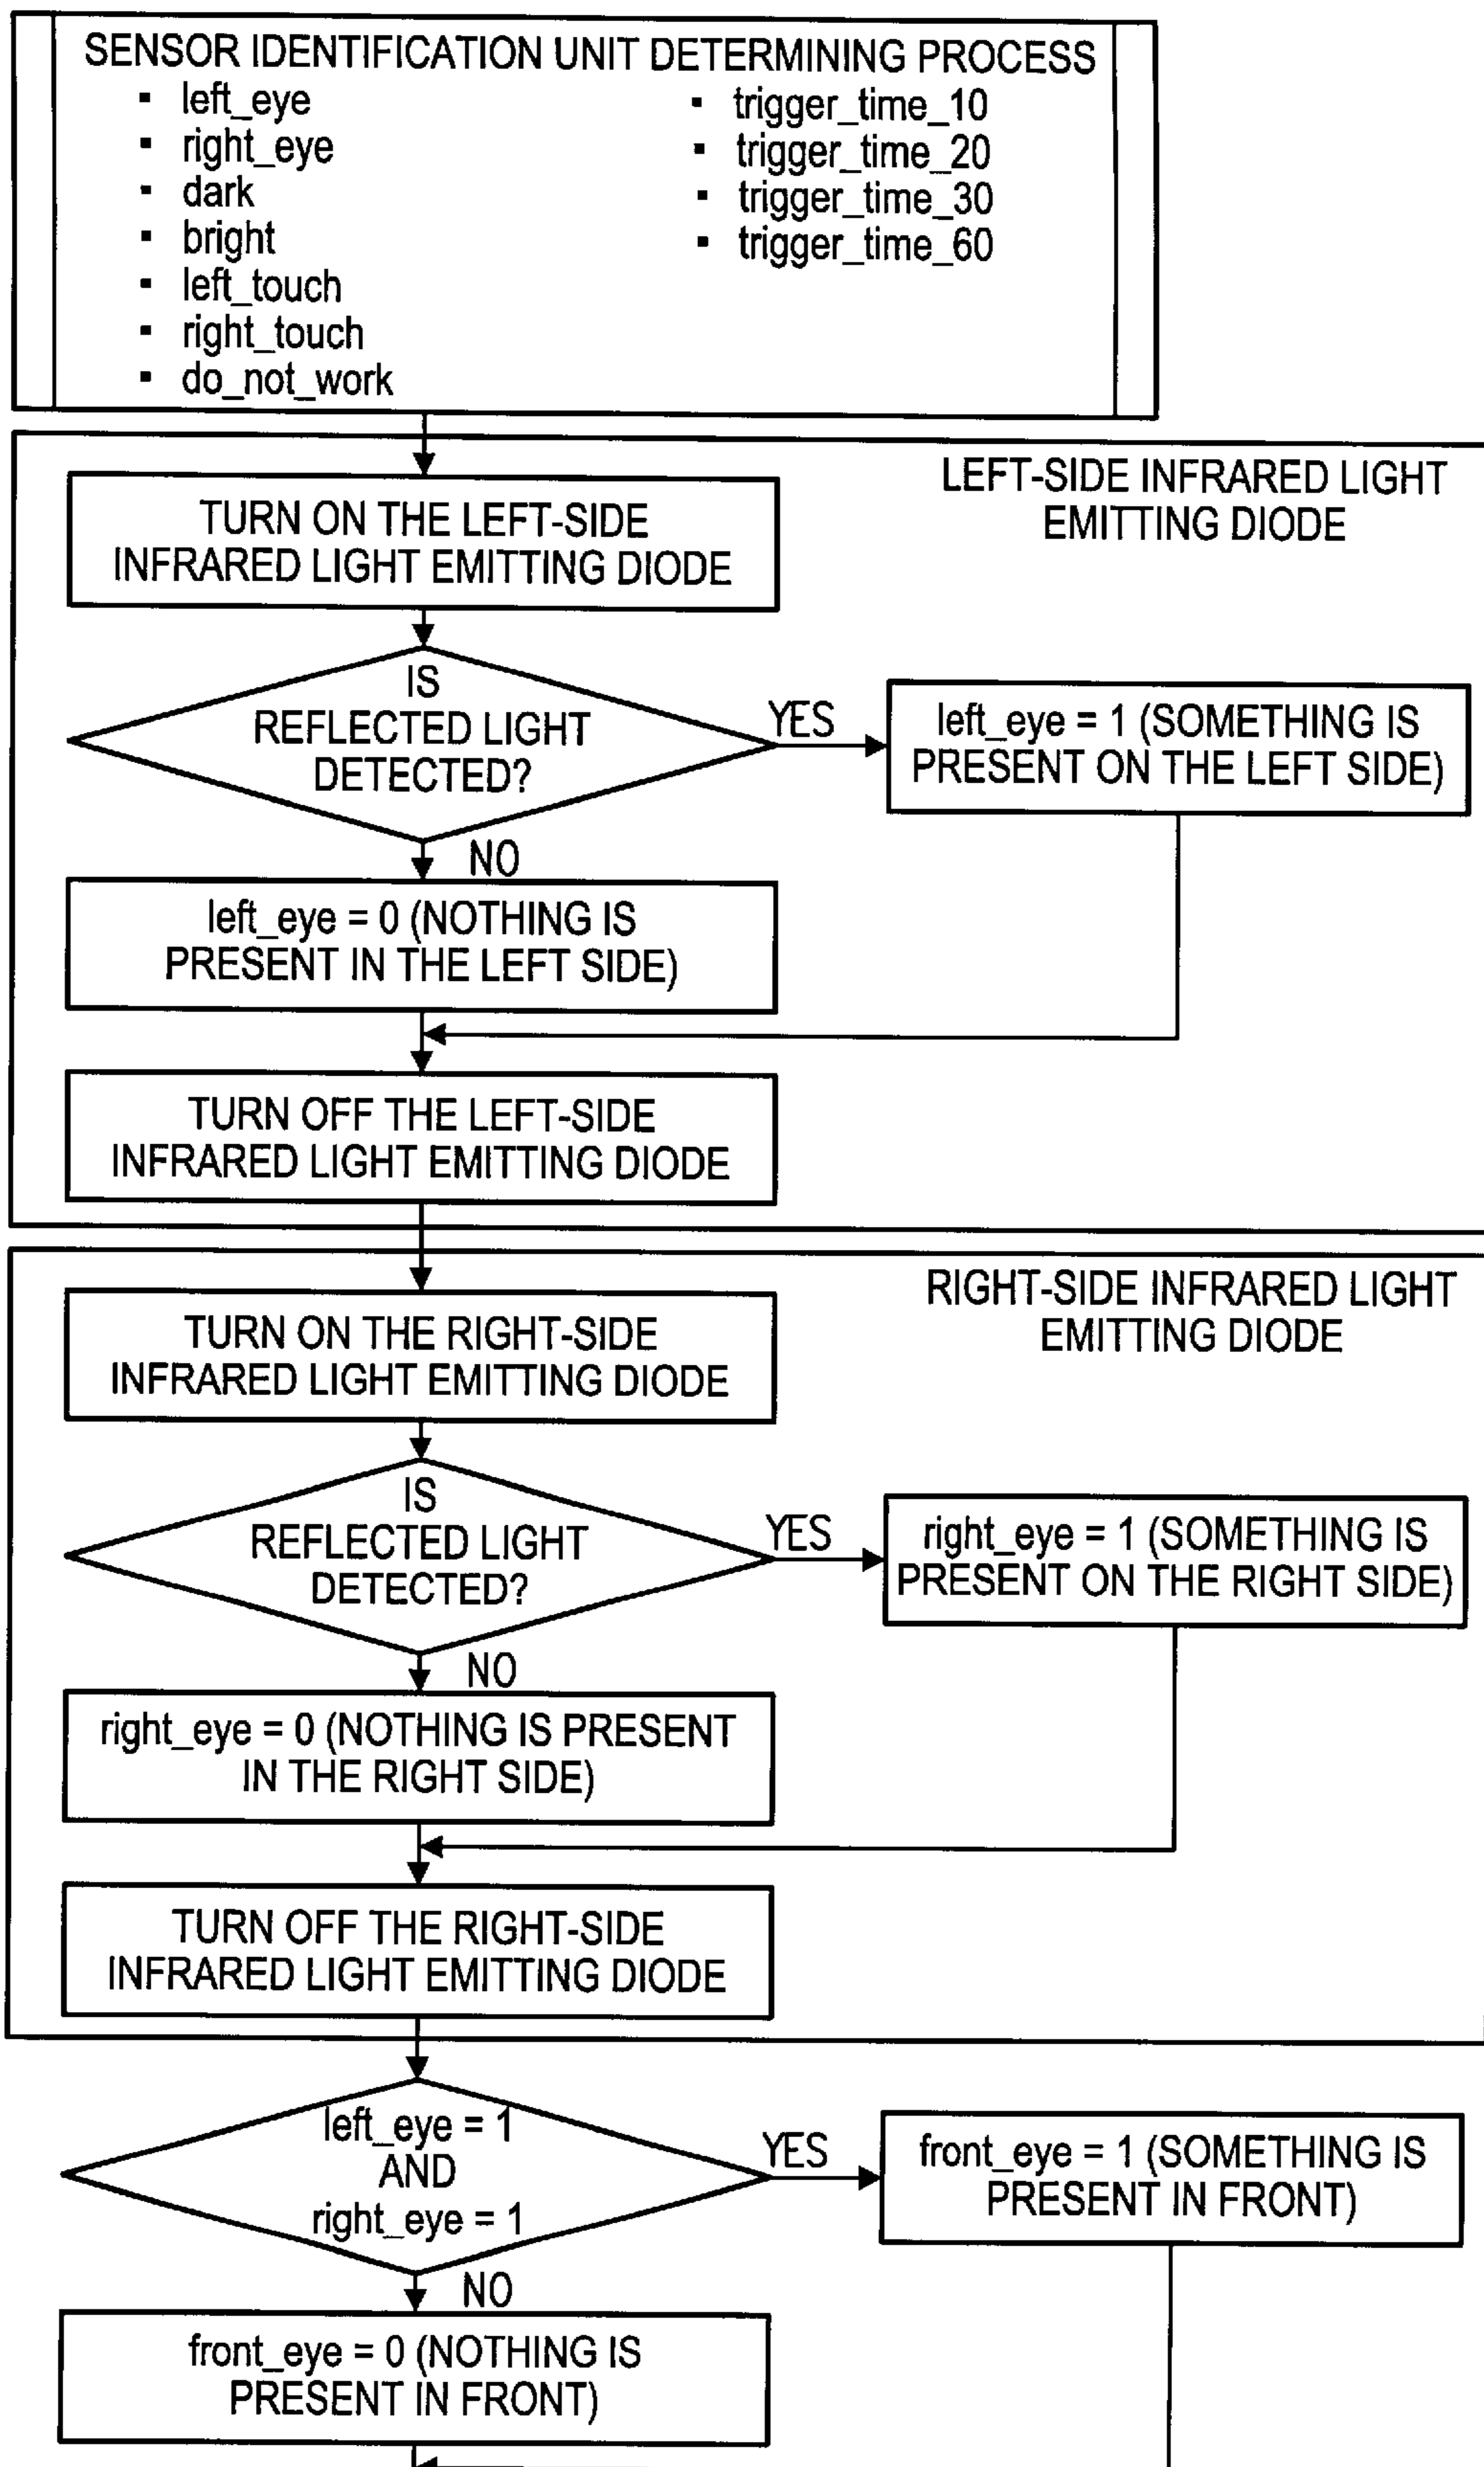 SENSOR IDENTIFICATION UNIT DETERMINING PROCESS
▪ left_eye
▪ right_eye
▪ dark
▪ bright
▪ left_touch
▪ right_touch
▪ do_not_work
▪ trigger_time_10
▪ trigger_time_20
▪ trigger_time_30
▪ trigger_time_60
LEFT-SIDE INFRARED LIGHT
EMITTING DIODE
TURN ON THE LEFT-SIDE
INFRARED LIGHT EMITTING DIODE
IS
REFLECTED LIGHT
DETECTED?
YES
left_eye = 1 (SOMETHING IS
PRESENT ON THE LEFT SIDE)
NO
left_eye = 0 (NOTHING IS
PRESENT IN THE LEFT SIDE)
TURN OFF THE LEFT-SIDE
INFRARED LIGHT EMITTING DIODE
RIGHT-SIDE INFRARED LIGHT
EMITTING DIODE
TURN ON THE RIGHT-SIDE
INFRARED LIGHT EMITTING DIODE
IS
REFLECTED LIGHT
DETECTED?
YES
right_eye = 1 (SOMETHING IS
PRESENT ON THE RIGHT SIDE)
NO
right_eye = 0 (NOTHING IS PRESENT
IN THE RIGHT SIDE)
TURN OFF THE RIGHT-SIDE
INFRARED LIGHT EMITTING DIODE
left_eye = 1
AND
right_eye = 1
YES
front_eye = 1 (SOMETHING IS
PRESENT IN FRONT)
NO
front_eye = 0 (NOTHING IS
PRESENT IN FRONT)